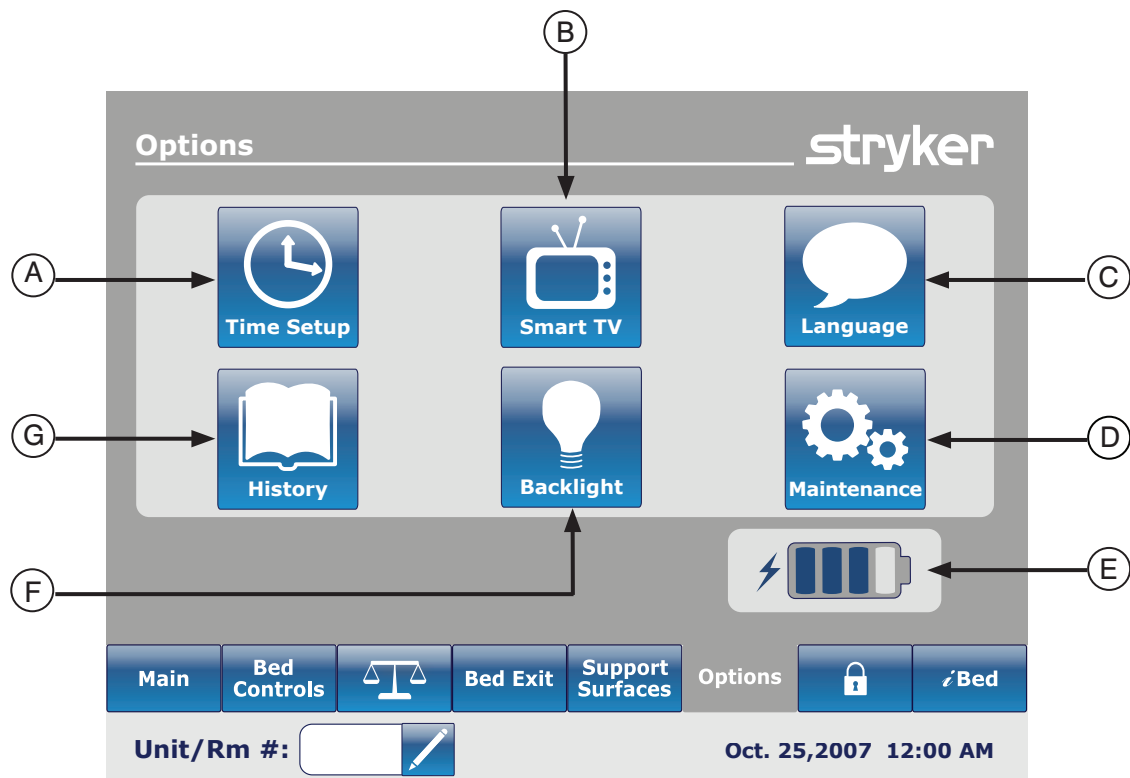 B
Options
stryker
A
Time Setup
Smart TV
Language
C
G
History
Backlight
Maintenance
D
F
E
Main
Bed Controls
Bed Exit
Support Surfaces
Options
iBed
Unit/Rm #:
Oct. 25,2007 12:00 AM